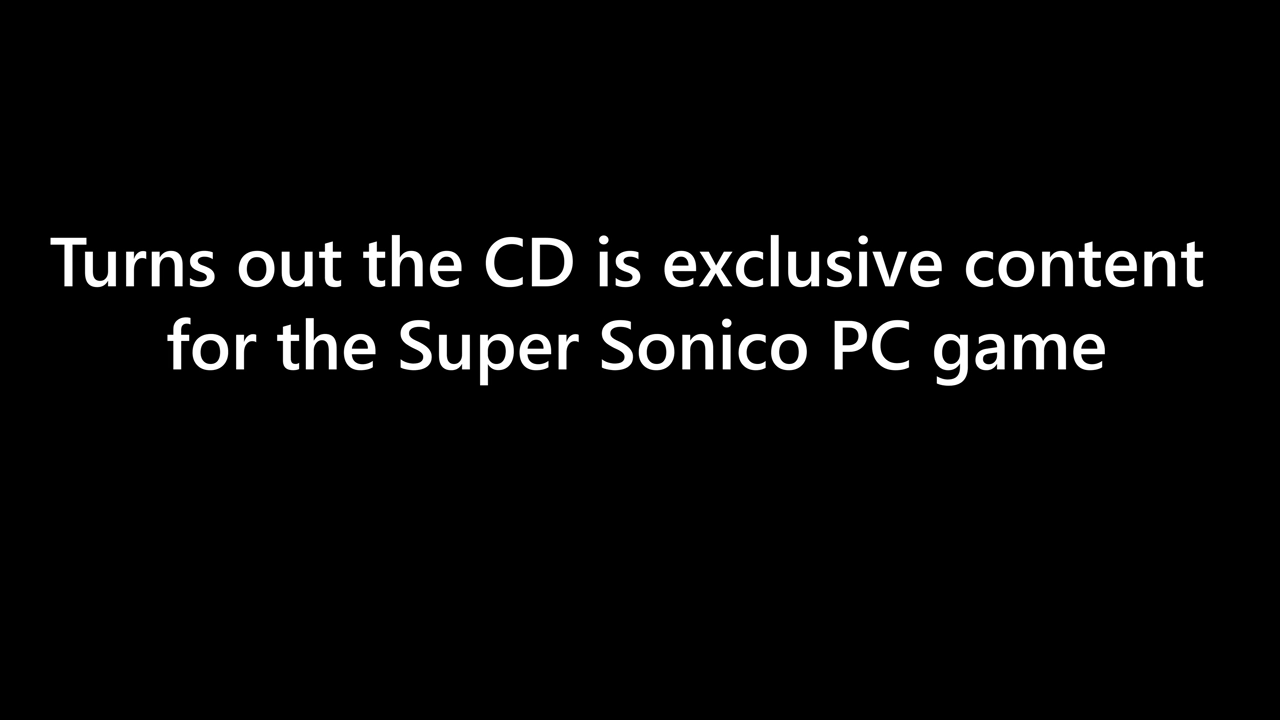 Turns out the CD is exclusive content
for the Super Sonico PC game